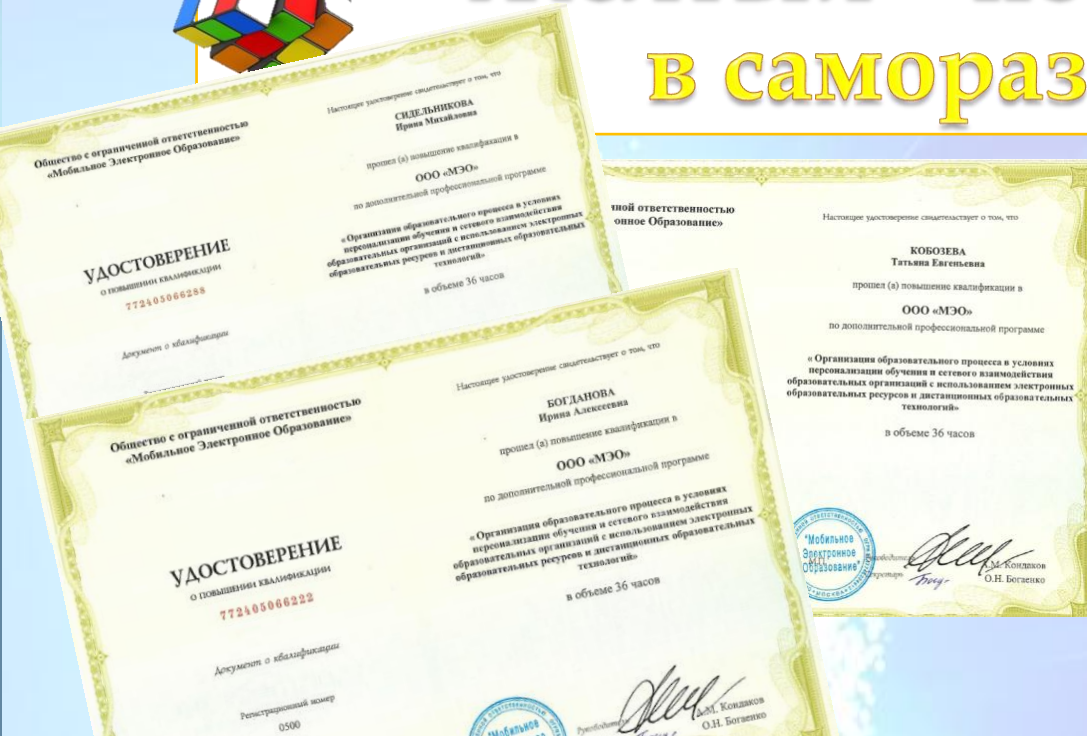 в самораз
Общество с ограниченной ответственностью
«Мобильное Электронное Образование»
УДОСТОВЕРЕНИЕ
о повышении квалификации
772405066288
Документ о квалификации
Настоящее удостоверение свидетельствует о том, что
СИДЕЛЬНИКОВА
Ирина Михайловна
прошел (а) повышение квалификации в
ООО «МЭО»
по дополнительной профессиональной программе
«Организация образовательного процесса в условиях
персонализации обучения и сетевого взаимодействия
образовательных организаций с использованием электронных
образовательных ресурсов и дистанционных образовательных
технологий»
в объеме 36 часов
нной ответственностью
онное Образование»
Настоящее удостоверение свидетельствует о том, что
КОБОЗЕВА
Татьяна Евгеньевна
прошел (а) повышение квалификации в
ООО «МЭО»
по дополнительной профессиональной программе
« Организация образовательного процесса в условиях
персонализации обучения и сетевого взаимодействия
образовательных организаций с использованием электронных
образовательных ресурсов и дистанционных образовательных
технологий»
в объеме 36 часов
"Мобильное
Электронное
Образование"
М.П.
Руководитель
А.М. Кондаков
Секретарь
О.Н. Богаенко
Общество с ограниченной ответственностью
«Мобильное Электронное Образование»
УДОСТОВЕРЕНИЕ
о повышении квалификации
772405066222
Документ о квалификации
Регистрационный номер
0500
Настоящее удостоверение свидетельствует о том, что
БОГДАНОВА
Ирина Алексеевна
прошел (а) повышение квалификации в
ООО «МЭО»
по дополнительной профессиональной программе
« Организация образовательного процесса в условиях
персонализации обучения и сетевого взаимодействия
образовательных организаций с использованием электронных
образовательных ресурсов и дистанционных образовательных
технологий»
в объеме 36 часов
"Мобильное
Руководитель
А.М. Кондаков
О.Н. Богаенко